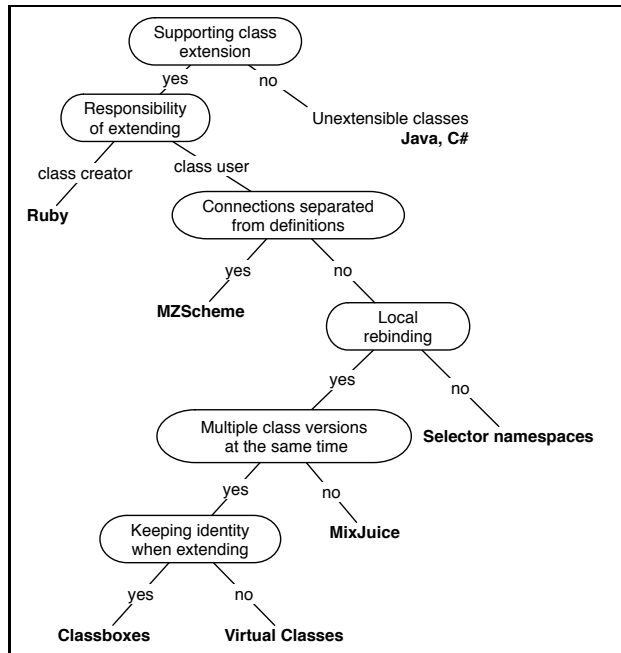 Supporting class
extension
yes
no
Responsibility
of extending
Unextensible classes
Java, C#
class creator
class user
Ruby
Connections separated
from definitions
yes
no
MZScheme
Local
rebinding
yes
no
Multiple class versions
at the same time
Selector namespaces
yes
no
Keeping identity
when extending
MixJuice
yes
no
Classboxes
Virtual Classes